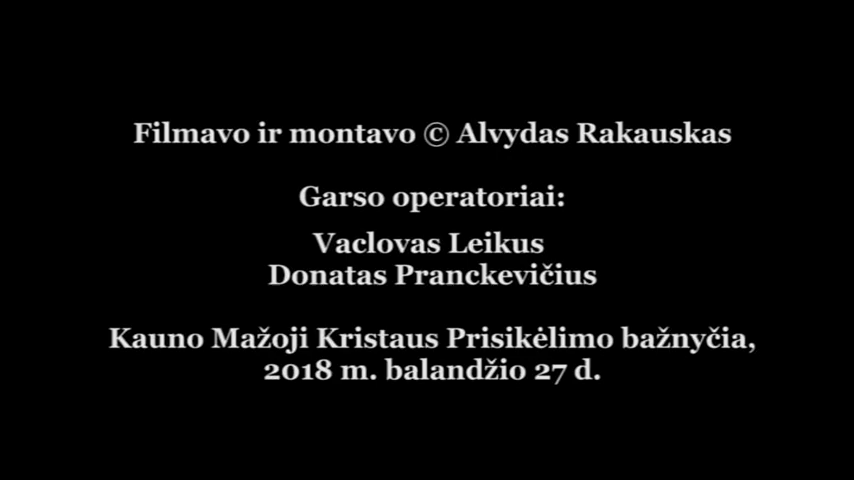 Filmavo ir montavo © Alvydas Rakauskas
Garso operatoriai:
Vaclovas Leikus
Donatas Pranckevičius
Kauno Mažoji Kristaus Prisikėlimo bažnyčia,
2018 m. balandžio 27 d.